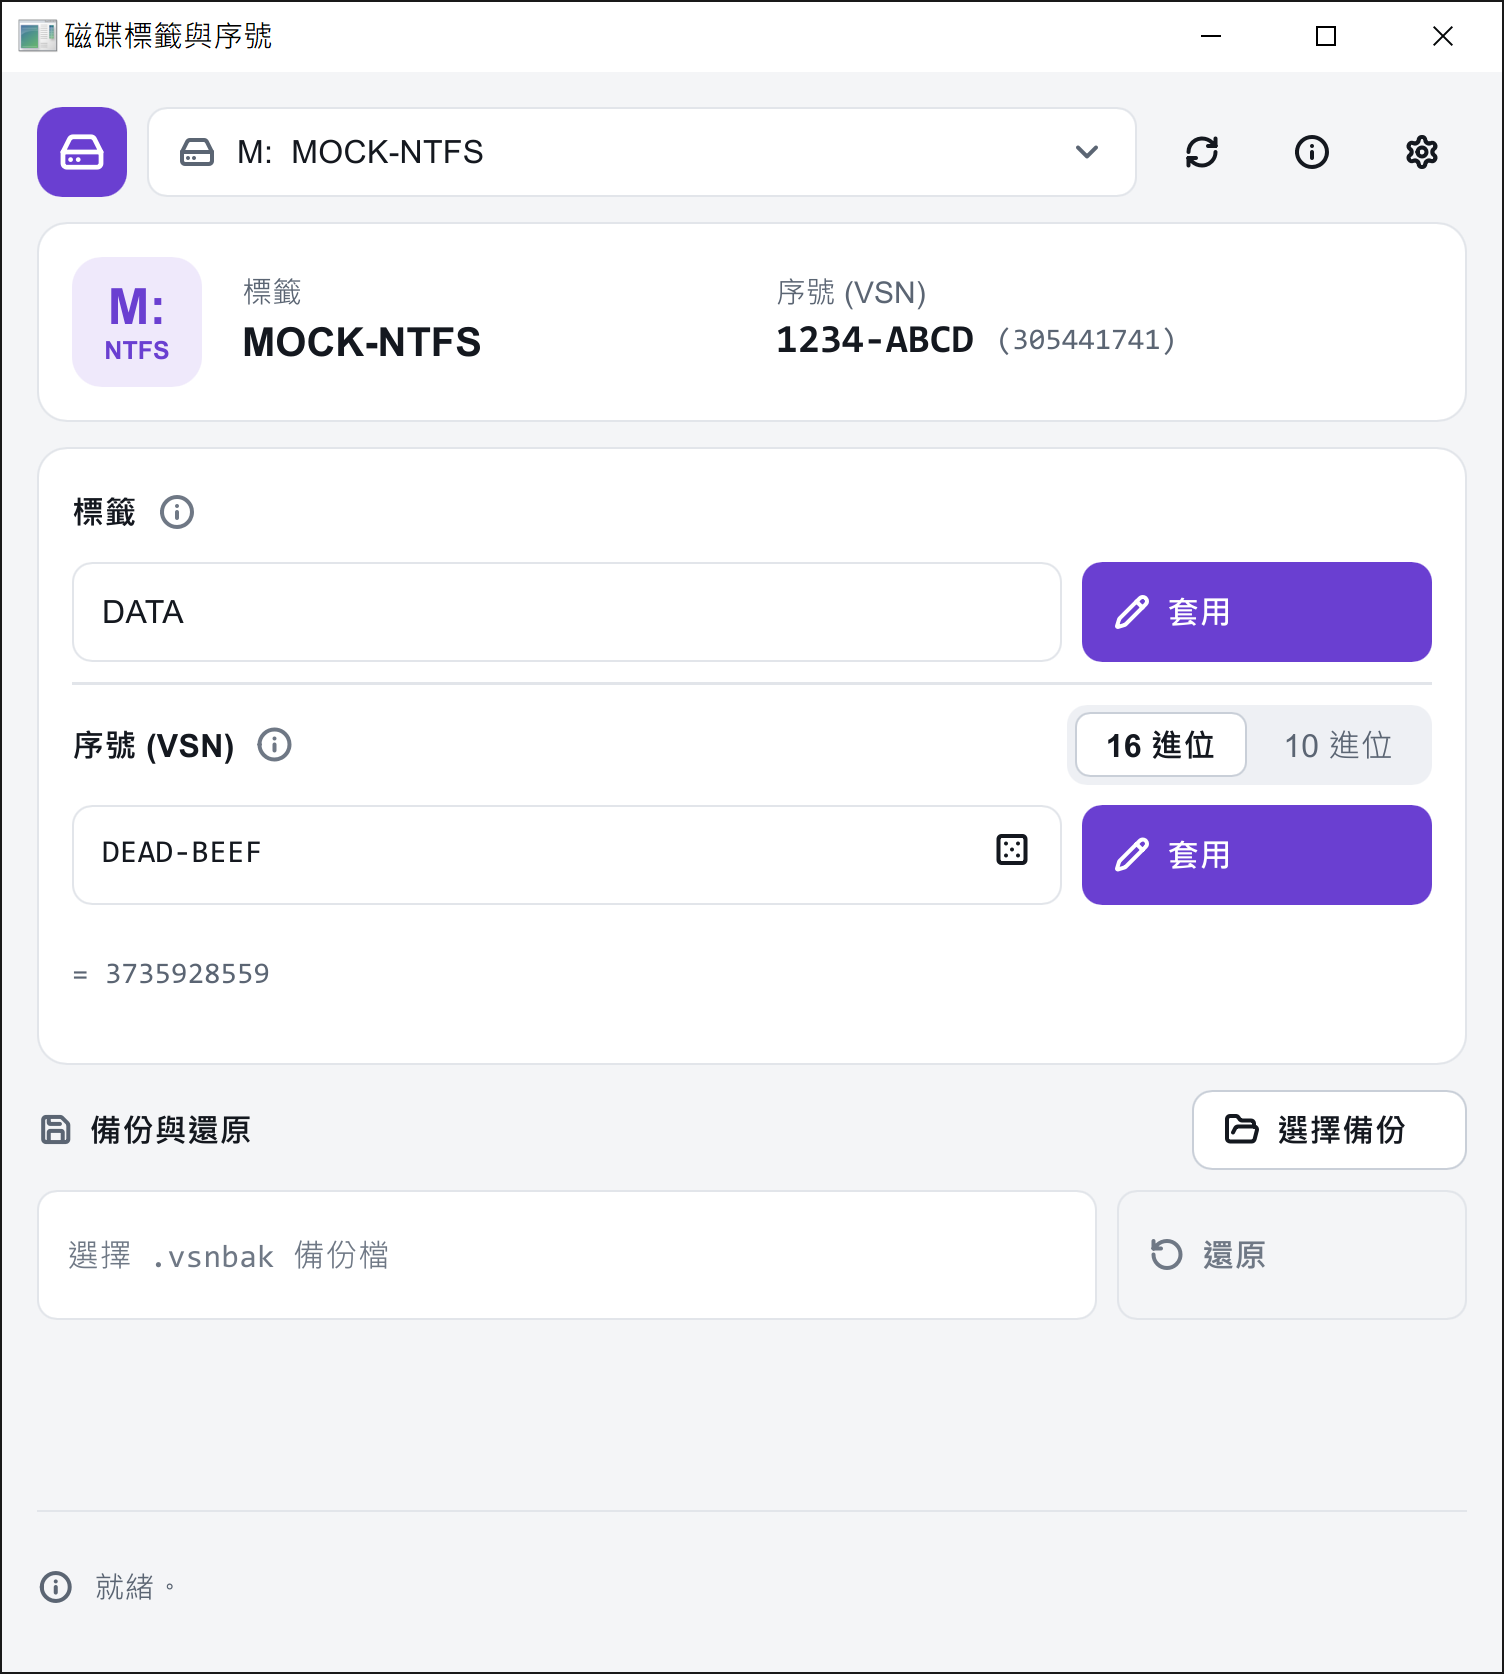 磁碟標籤與序號
M: MOCK-NTFS
M:
NTFS
標籤
MOCK-NTFS
序號 (VSN)
1234-ABCD (305441741)
標籤
DATA
套用
序號 (VSN)
16 進位
10 進位
DEAD-BEEF
套用
= 3735928559
備份與還原
選擇備份
選擇 .vsnbak 備份檔
還原
就緒。